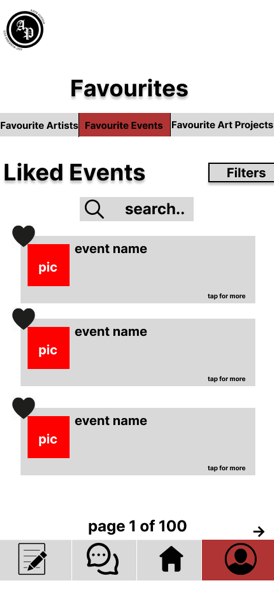 AP
Favourites
Favourite Artists Favourite Events Favourite Art Projects
Liked Events Filters
search..
event name
pic
tap for more
event name
pic
tap for more
event name
pic
tap for more
page 1 of 100